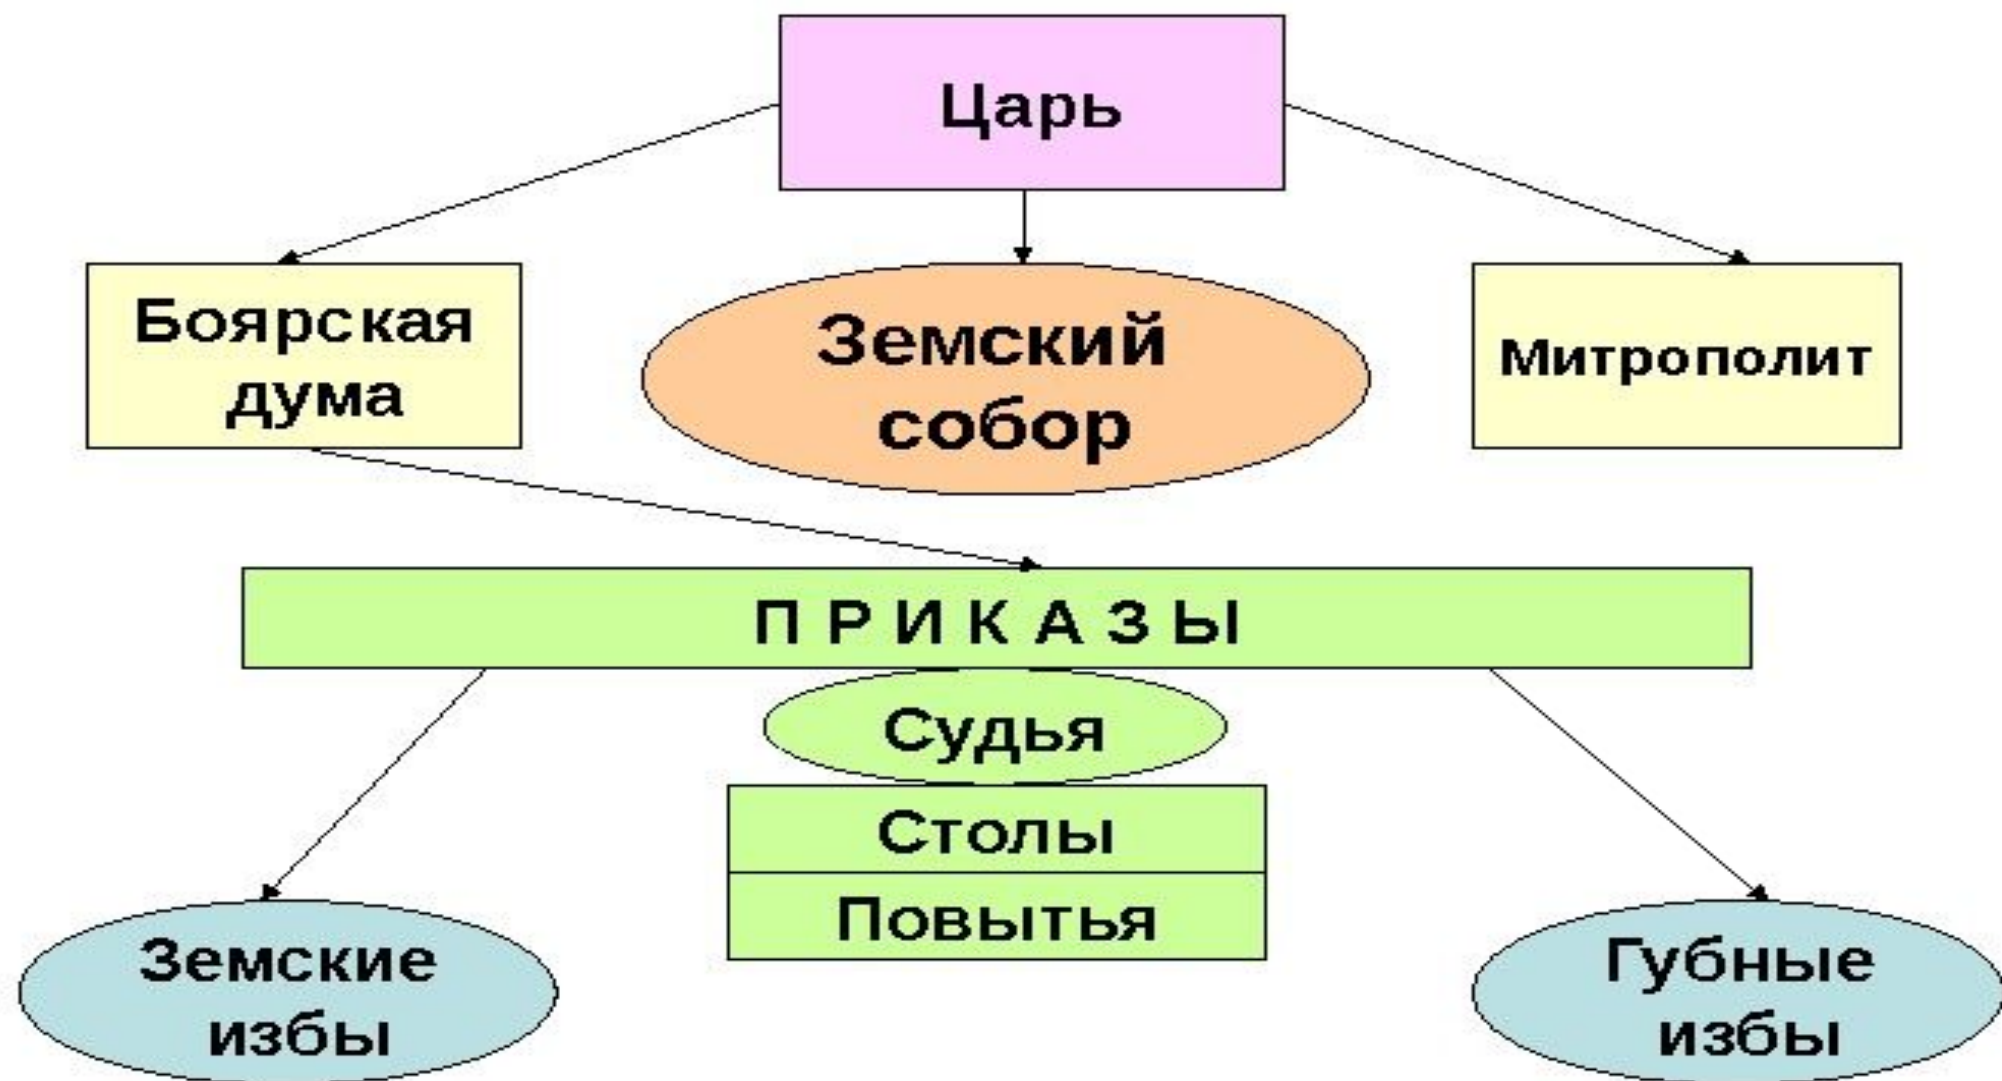 Царь
Боярская
дума
Земский
собор
Митрополит
П Р И К А З Ы
Судья
Столы
Повытья
Земские
избы
Губные
избы